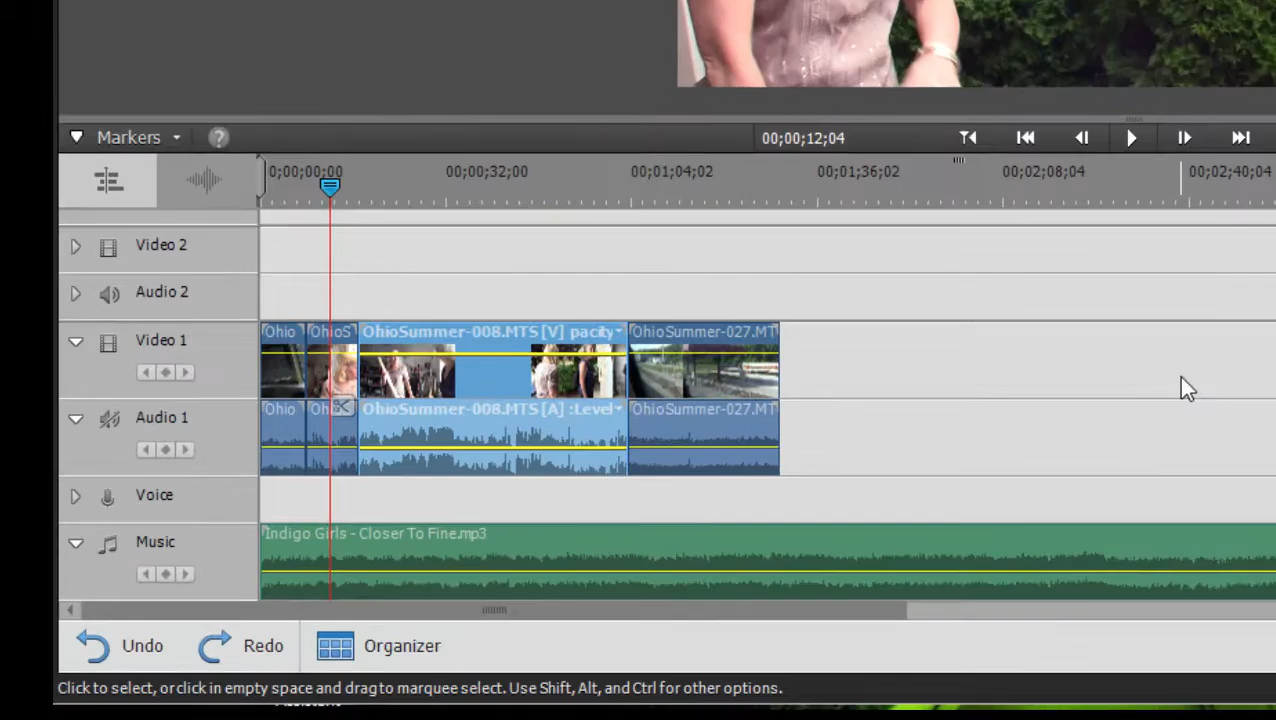 Markers ?
00;00;12;04
0;00;00;00 00;00;32;00 00;01;04;02 00;01;36;02 00;02;08;04 00;02;40;04
Video 2
Audio 2
Video 1
Ohio OhioS OhioSummer-008.MTS [V] pacity OhioSummer-027.MT
Audio 1
Ohio OhioSummer-008.MTS [A] :Level OhioSummer-027.MT
Voice
Music
Indigo Girls - Closer To Fine.mp3
Undo Redo Organizer
Click to select, or click in empty space and drag to marquee select. Use Shift, Alt, and Ctrl for other options.